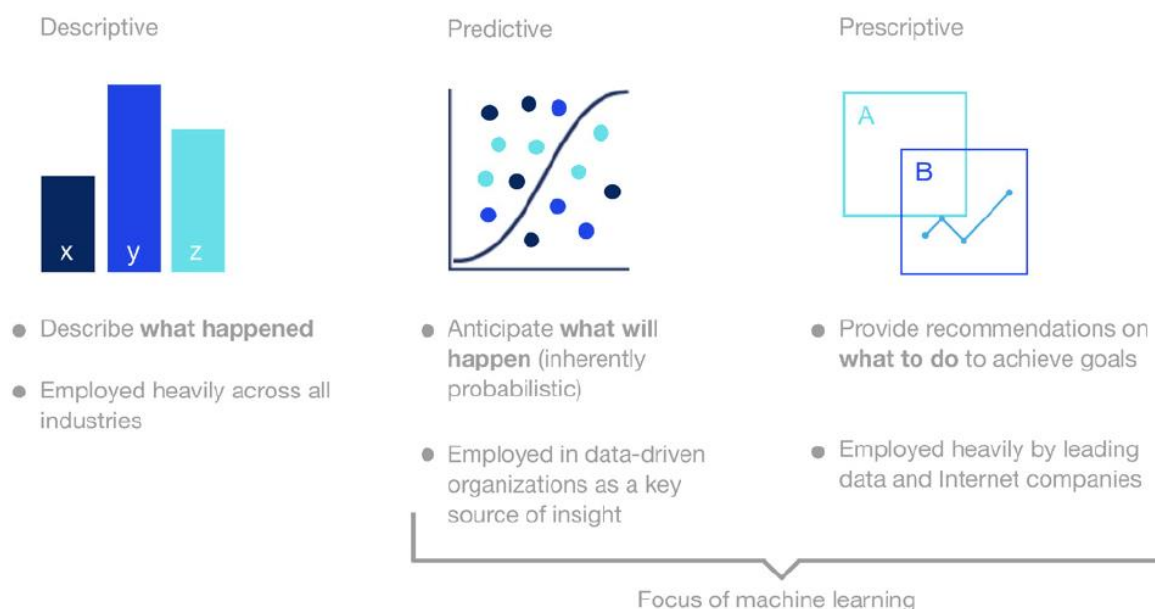 Descriptive
x y z
● Describe what happened
● Employed heavily across all
industries
Predictive
● Anticipate what will
happen (inherently
probabilistic)
● Employed in data-driven
organizations as a key
source of insight
Prescriptive
A
B
● Provide recommendations on
what to do to achieve goals
● Employed heavily by leading
data and Internet companies
Focus of machine learning